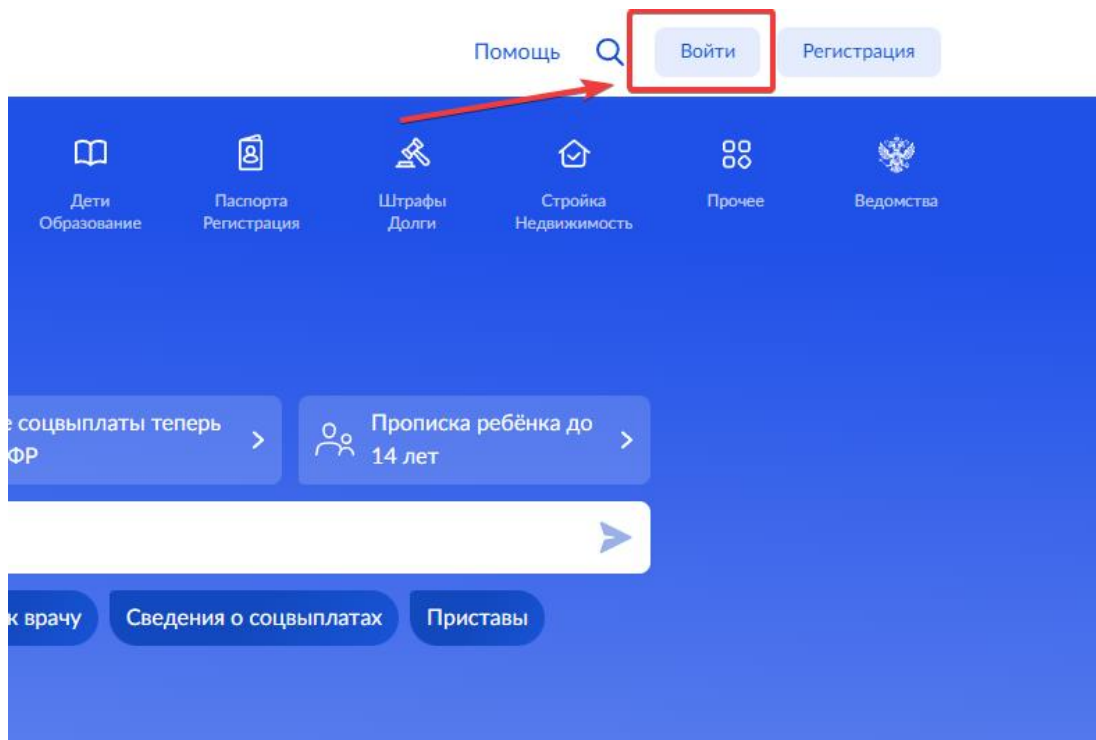 Помощь
Войти
Регистрация
Дети
Образование
Паспорта
Регистрация
Штрафы
Долги
Стройка
Недвижимость
Прочее
Ведомства
соцвыплаты теперь
ФР
Прописка ребёнка до
14 лет
к врачу
Сведения о соцвыплатах
Приставы